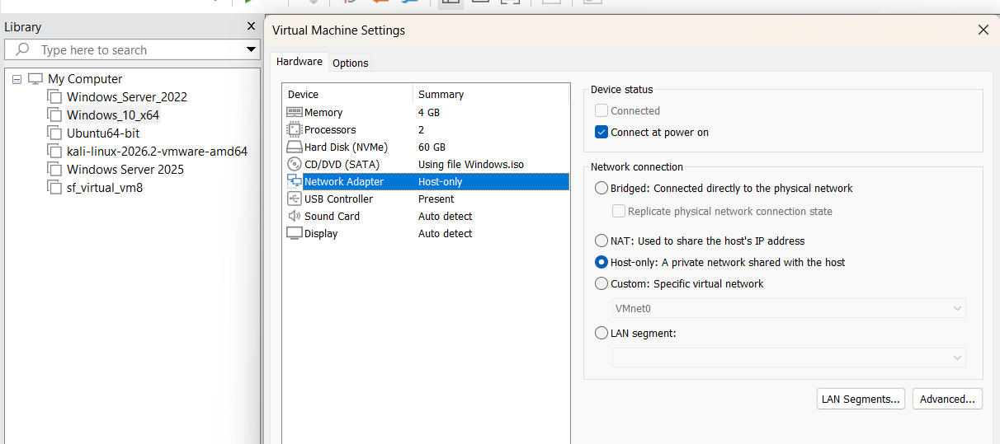 Library
Type here to search
My Computer
Windows_Server_2022
Windows_10_x64
Ubuntu64-bit
kali-linux-2026.2-vmware-amd64
Windows Server 2025
sf_virtual_vm8
Virtual Machine Settings
Hardware Options
Device Summary
Memory 4 GB
Processors 2
Hard Disk (NVMe) 60 GB
CD/DVD (SATA) Using file Windows.iso
Network Adapter Host-only
USB Controller Present
Sound Card Auto detect
Display Auto detect
Device status
Connected
Connect at power on
Network connection
Bridged: Connected directly to the physical network
Replicate physical network connection state
NAT: Used to share the host's IP address
Host-only: A private network shared with the host
Custom: Specific virtual network
VMnet0
LAN segment:
LAN Segments... Advanced...